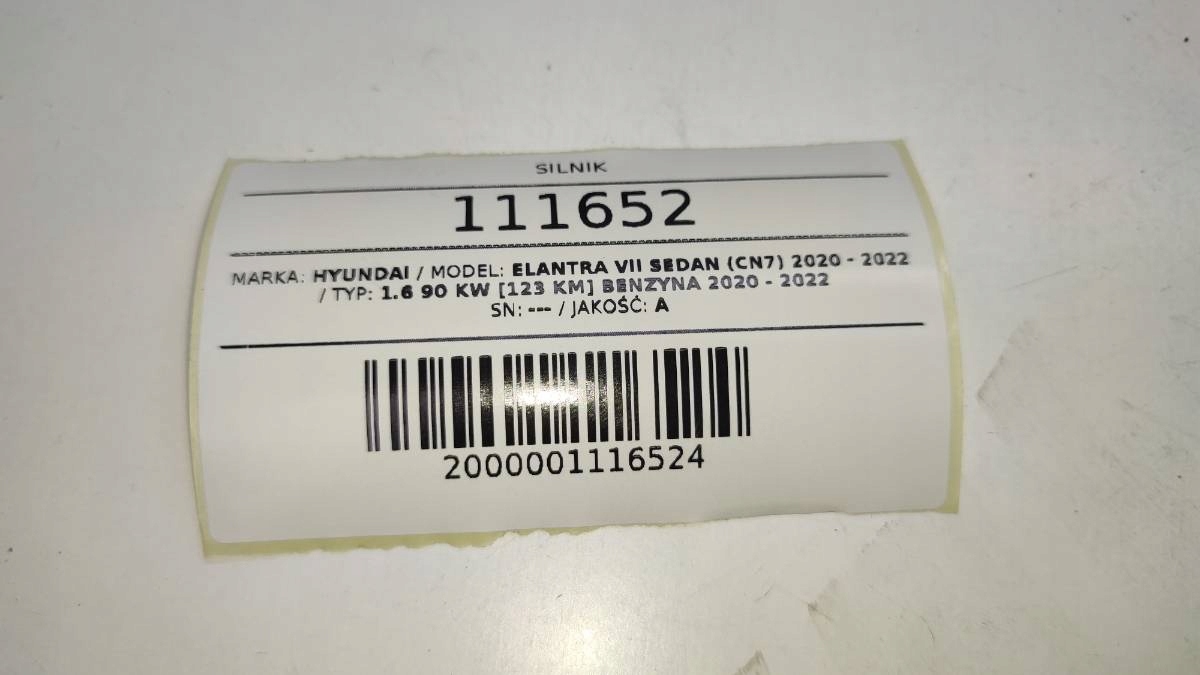 SILNIK
111652
MARKA: HYUNDAI / MODEL: ELANTRA VII SEDAN (CN7) 2020 - 2022
/ TYP: 1.6 90 KW [123 KM] BENZYNA 2020 - 2022
SN: --- / JAKOŚĆ: A
2000001116524